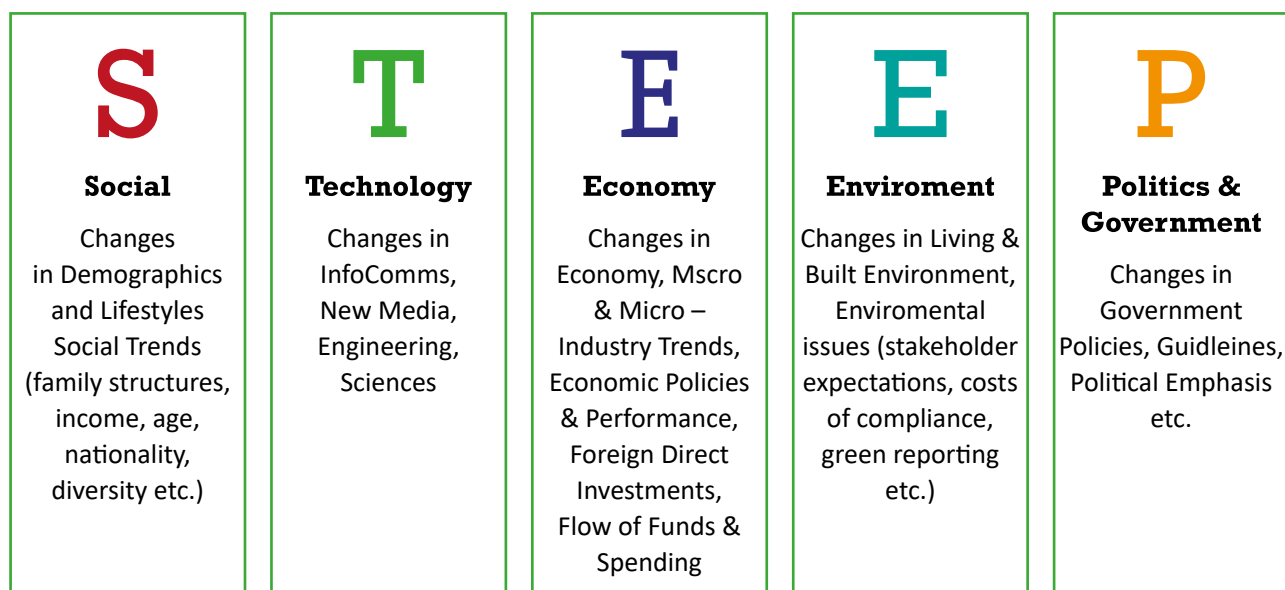 S
Social
Changes
in Demographics
and Lifestyles
Social Trends
(family structures,
income, age,
nationality,
diversity etc.)
T
Technology
Changes in
InfoComms,
New Media,
Engineering,
Sciences
E
Economy
Changes in
Economy, Mscro
& Micro –
Industry Trends,
Economic Policies
& Performance,
Foreign Direct
Investments,
Flow of Funds &
Spending
E
Enviroment
Changes in Living &
Built Environment,
Enviromental
issues (stakeholder
expectations, costs
of compliance,
green reporting
etc.)
P
Politics &
Government
Changes in
Government
Policies, Guidleines,
Political Emphasis
etc.